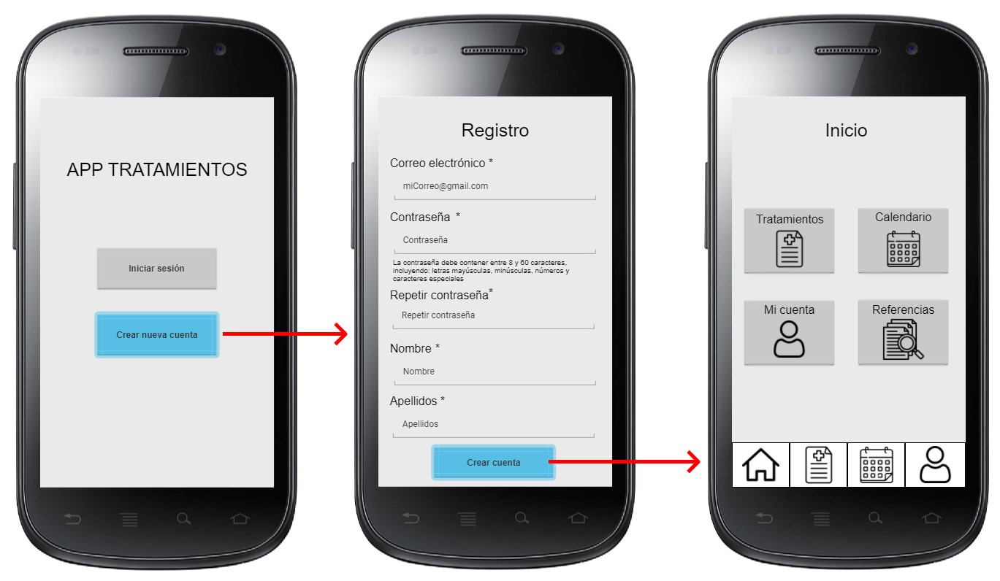 APP TRATAMIENTOS
Iniciar sesión
Crear nueva cuenta
Registro
Correo electrónico *
miCorreo@gmail.com
Contraseña *
Contraseña
La contraseña debe contener entre 8 y 60 caracteres,
incluyendo: letras mayúsculas, minúsculas, números y
caracteres especiales
Repetir contraseña*
Repetir contraseña
Nombre *
Nombre
Apellidos *
Apellidos
Crear cuenta
Inicio
Tratamientos
Calendario
Mi cuenta
Referencias